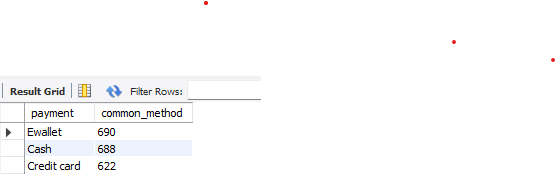 Result Grid Filter Rows:
payment common_method
Ewallet 690
Cash 688
Credit card 622